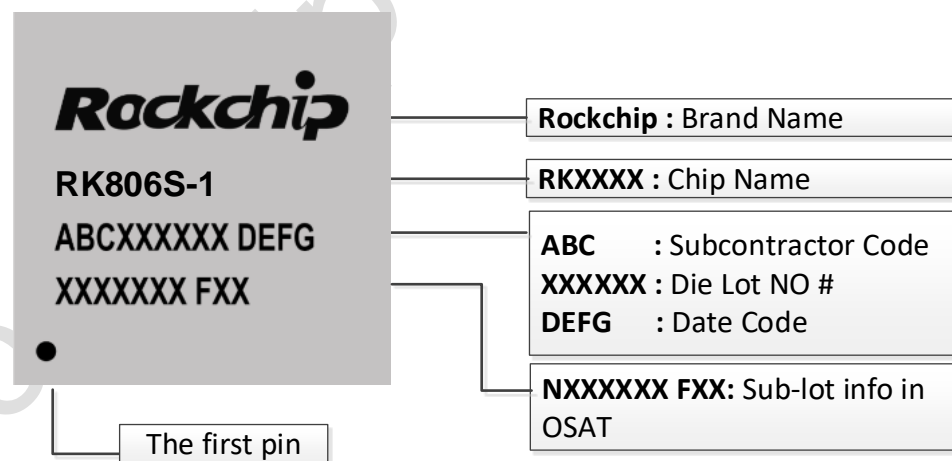 Rockchip
RK806S-1
ABCXXXXXX DEFG
XXXXXXX FXX
Rockchip : Brand Name
RKXXXX : Chip Name
ABC : Subcontractor Code
XXXXXX : Die Lot NO #
DEFG : Date Code
NXXXXXX FXX: Sub-lot info in
OSAT
The first pin